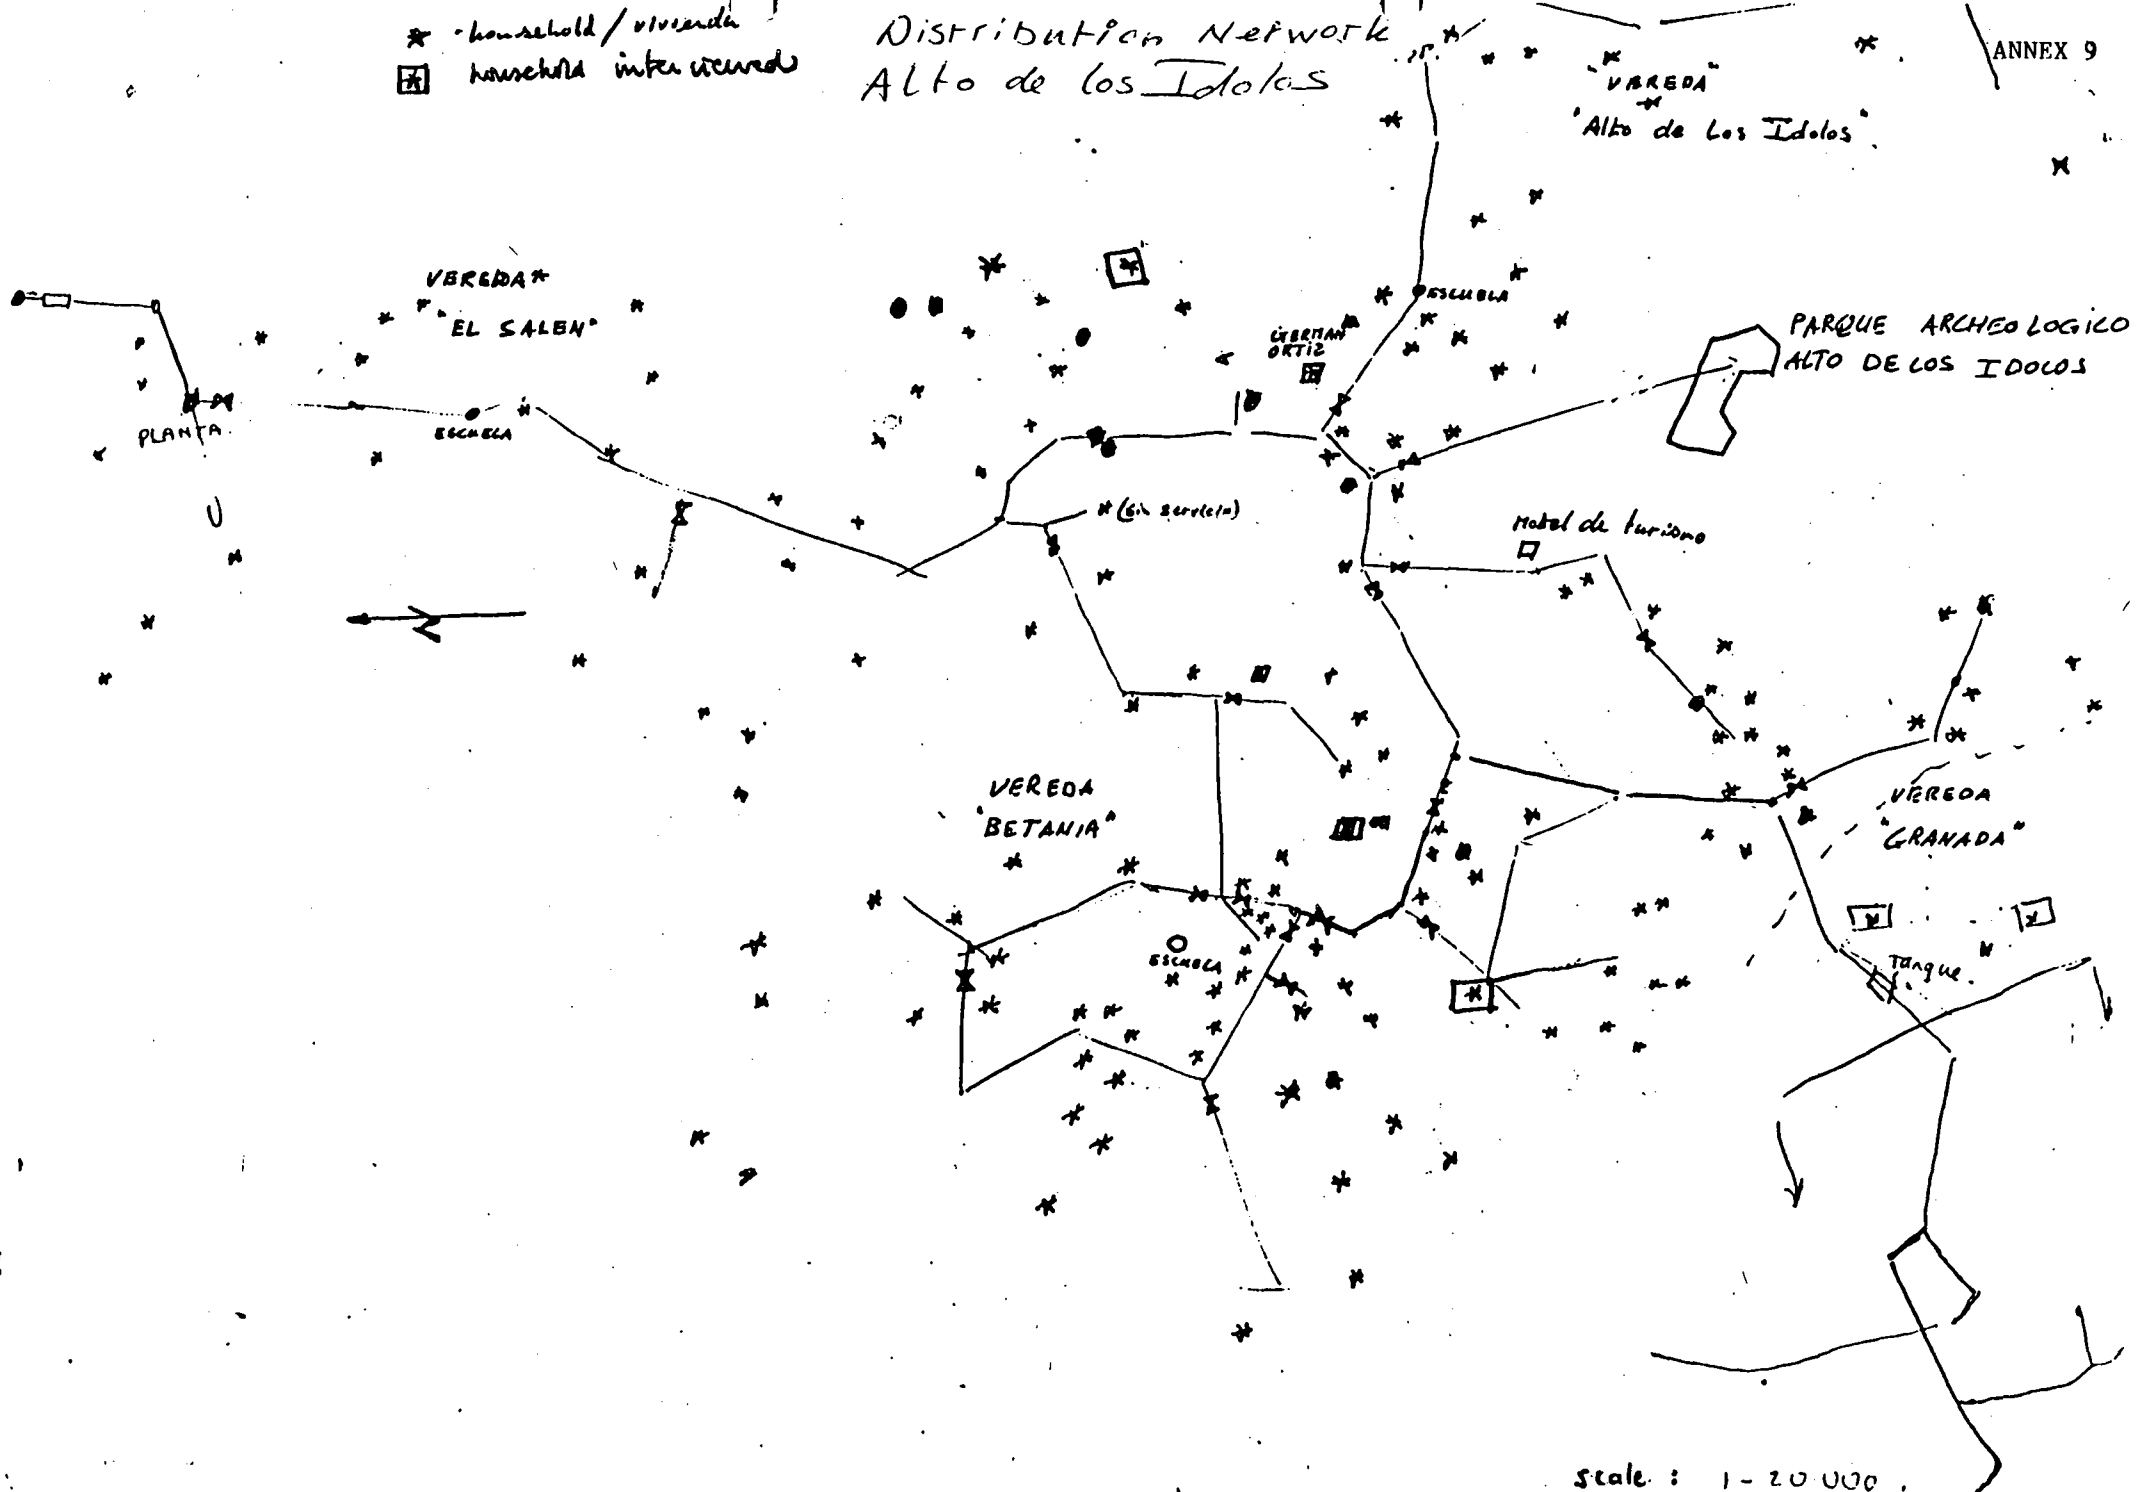 * household / vivienda
household interviewed
Distribution Network
Alto de los Idolos
ANNEX 9
"VEREDA"
"Alto de Los Idolos"
VEREDA
"EL SALEN"
PLANTA
ESCUELA
GERMAN
ORTIZ
ESCUELA
PARQUE ARCHEOLOGICO
ALTO DE LOS IDOLOS
* (sin servicio)
Hotel de turismo
VEREDA
"BETANIA"
ESCUELA
VEREDA
"GRANADA"
Tanque
scale : 1 - 20 000